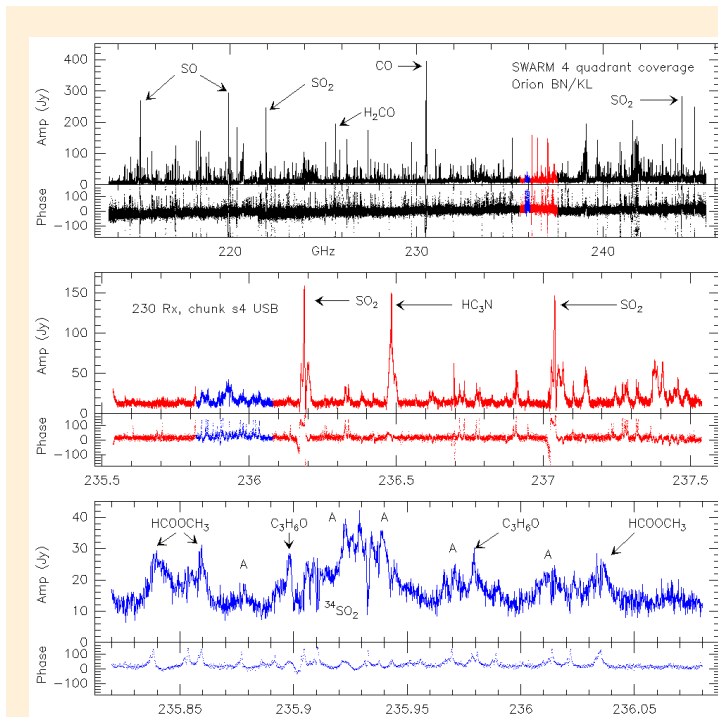 400
300
200
100
0
Amp (Jy)
SO
SO2
H2CO
CO
SWARM 4 quadrant coverage
Orion BN/KL
SO2
100
0
−100
Phase
220
GHz
230
240
150
100
50
0
Amp (Jy)
230 Rx, chunk s4 USB
SO2
HC3N
SO2
100
0
−100
Phase
235.5
236
236.5
237
237.5
40
30
20
10
0
Amp (Jy)
HCOOCH3
A
C3H6O
A
A
34SO2
A
C3H6O
A
HCOOCH3
100
0
−100
Phase
235.85
235.9
235.95
236
236.05